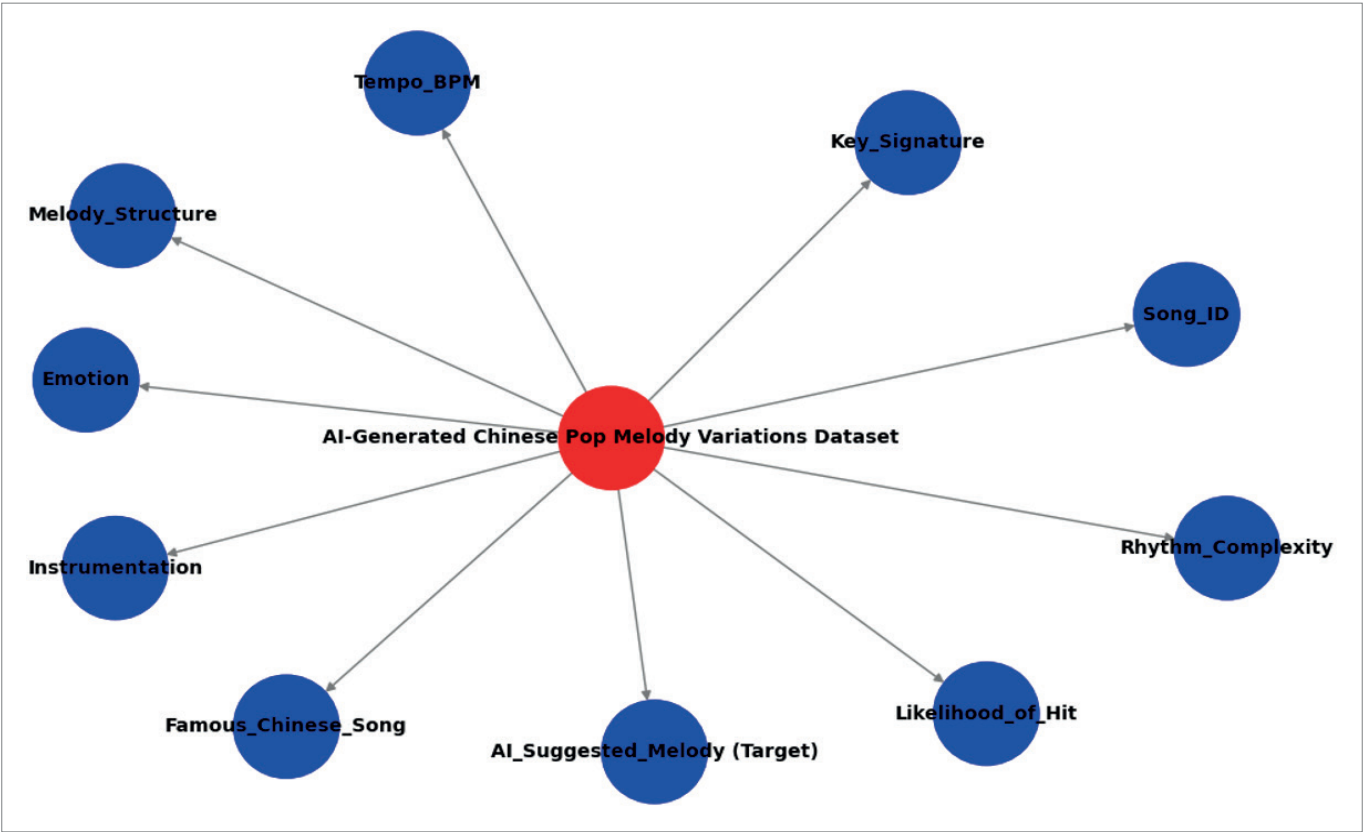 Tempo_BPM
Key_Signature
Melody_Structure
Song_ID
Emotion
AI-Generated Chinese Pop Melody Variations Dataset
Rhythm_Complexity
Instrumentation
Likelihood_of_Hit
Famous_Chinese_Song
AI_Suggested_Melody (Target)